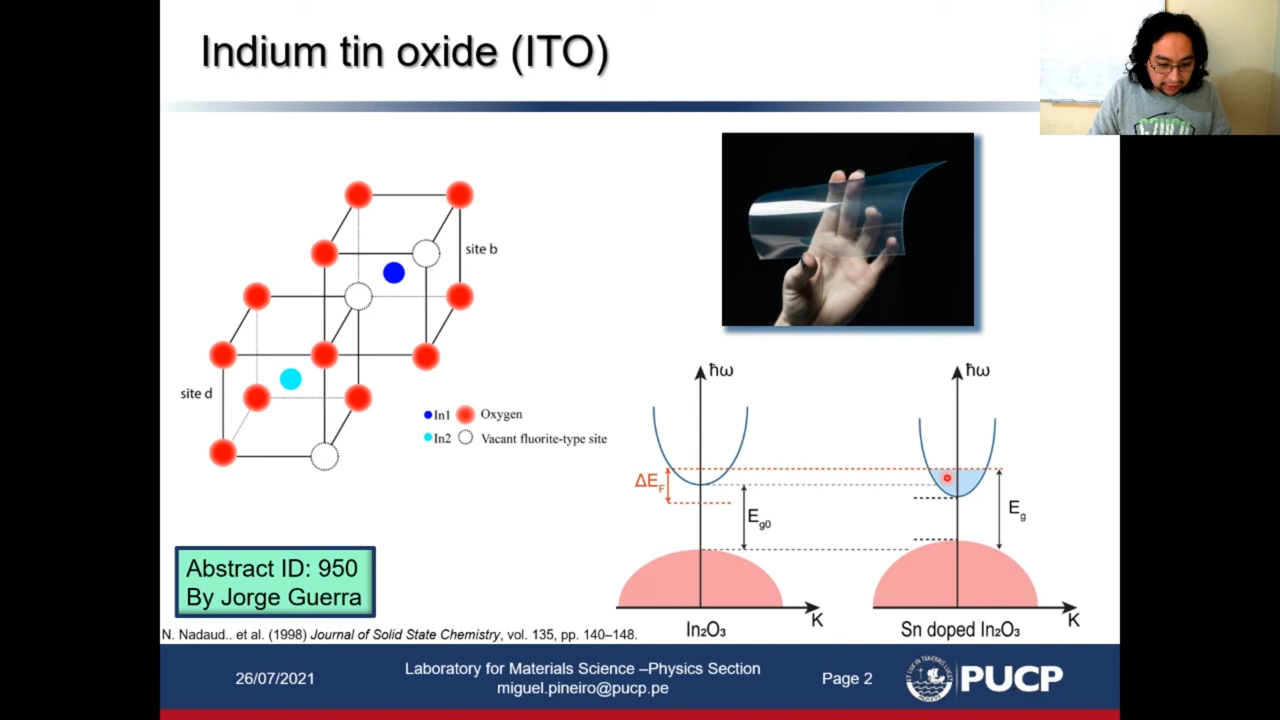 Indium tin oxide (ITO)
site b
site d
In1 Oxygen
In2 Vacant fluorite-type site
ħω
ΔE_F
E_g0
K
In₂O₃
ħω
E_g
K
Sn doped In₂O₃
Abstract ID: 950
By Jorge Guerra
N. Nadaud.. et al. (1998) Journal of Solid State Chemistry, vol. 135, pp. 140–148.
26/07/2021
Laboratory for Materials Science –Physics Section
miguel.pineiro@pucp.pe
Page 2
PUCP